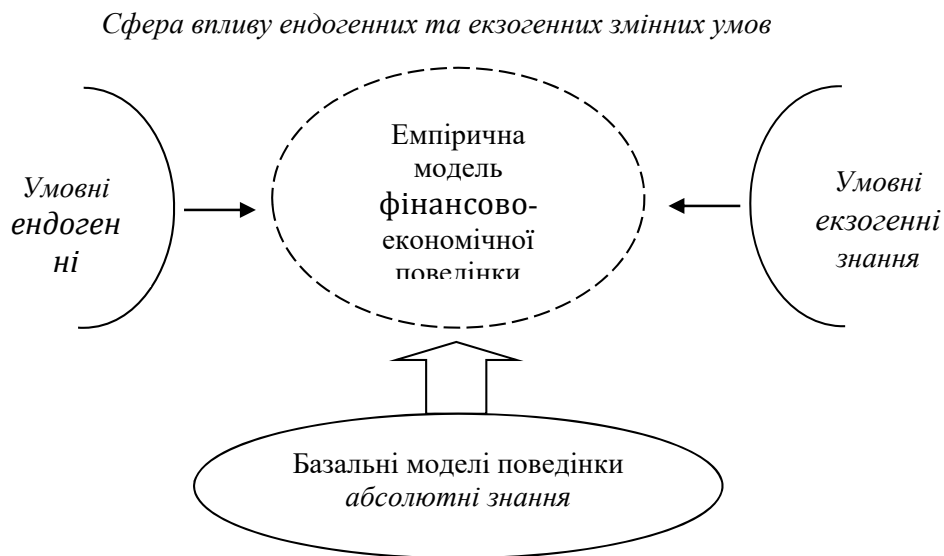 Сфера впливу ендогенних та екзогенних змінних умов
Емпірична
модель
фінансово-
економічної
поведінки
Умовні
ендоген
ні
Умовні
екзогенні
знання
Базальні моделі поведінки
абсолютні знання